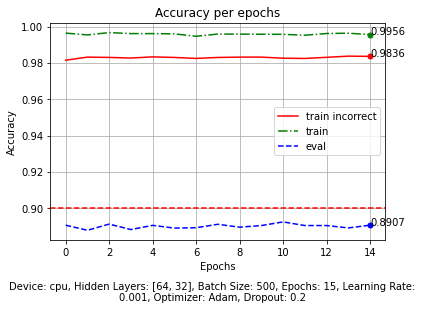 Accuracy per epochs
1.00
0.98
0.96
0.94
0.92
0.90
Accuracy
0.9956
0.9836
0.8907
train incorrect
train
eval
0 2 4 6 8 10 12 14
Epochs
Device: cpu, Hidden Layers: [64, 32], Batch Size: 500, Epochs: 15, Learning Rate:
0.001, Optimizer: Adam, Dropout: 0.2